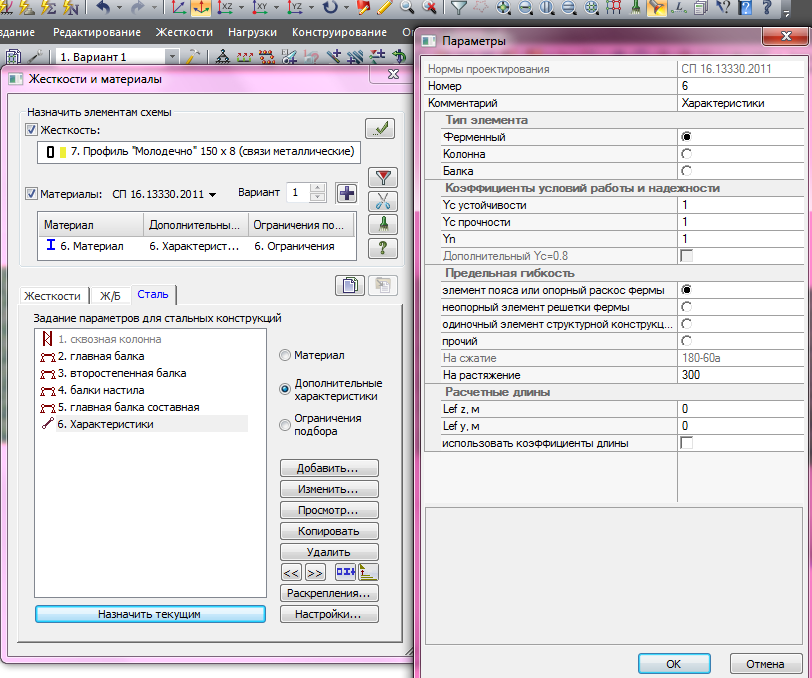 XZ XY YZ
здание Редактирование Жесткости Нагрузки Конструирование
1. Вариант 1
Жесткости и материалы
Назначить элементам схемы
Жесткость:
7. Профиль "Молодечно" 150 x 8 (связи металлические)
Материалы: СП 16.13330.2011 Вариант 1
Материал Дополнительны... Ограничения по...
6. Материал 6. Характерист... 6. Ограничения
Жесткости Ж/Б Сталь
Задание параметров для стальных конструкций
1. сквозная колонна
2. главная балка
3. второстепенная балка
4. балки настила
5. главная балка составная
6. Характеристики
Материал
Дополнительные
характеристики
Ограничения
подбора
Добавить...
Изменить...
Просмотр...
Копировать
Удалить
<< >>
Раскрепления...
Настройки...
Назначить текущим
Параметры
Нормы проектирования СП 16.13330.2011
Номер 6
Комментарий Характеристики
Тип элемента
Ферменный
Колонна
Балка
Коэффициенты условий работы и надежности
Yc устойчивости 1
Yc прочности 1
Yn 1
Дополнительный Yc=0.8
Предельная гибкость
элемент пояса или опорный раскос фермы
неопорный элемент решетки фермы
одиночный элемент структурной конструкц...
прочий
На сжатие 180-60a
На растяжение 300
Расчетные длины
Lef z, м 0
Lef y, м 0
использовать коэффициенты длины
OK Отмена